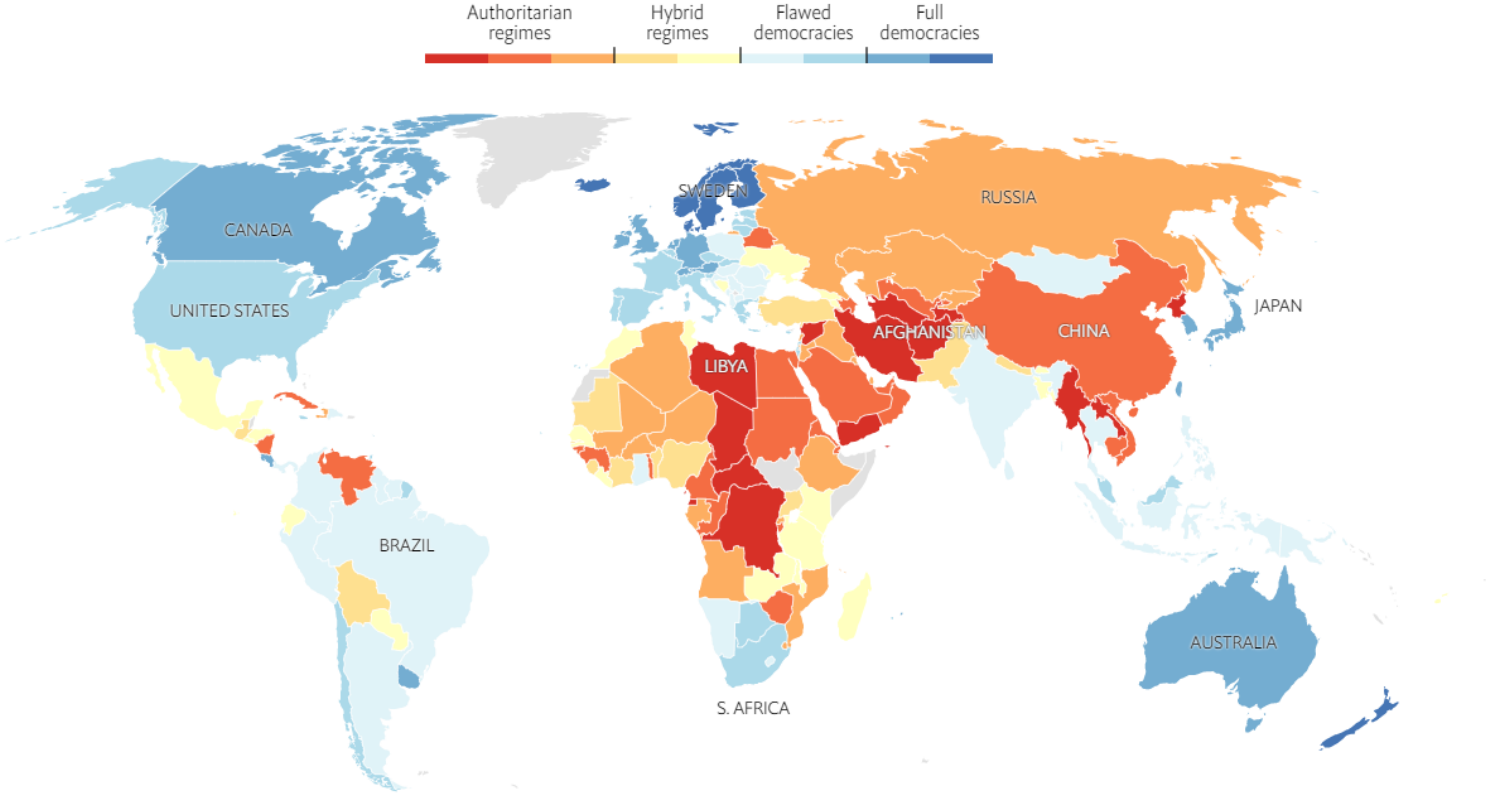 Authoritarian
regimes
Hybrid
regimes
Flawed
democracies
Full
democracies
SWEDEN
RUSSIA
CANADA
UNITED STATES
JAPAN
AFGHANISTAN
CHINA
LIBYA
BRAZIL
AUSTRALIA
S. AFRICA